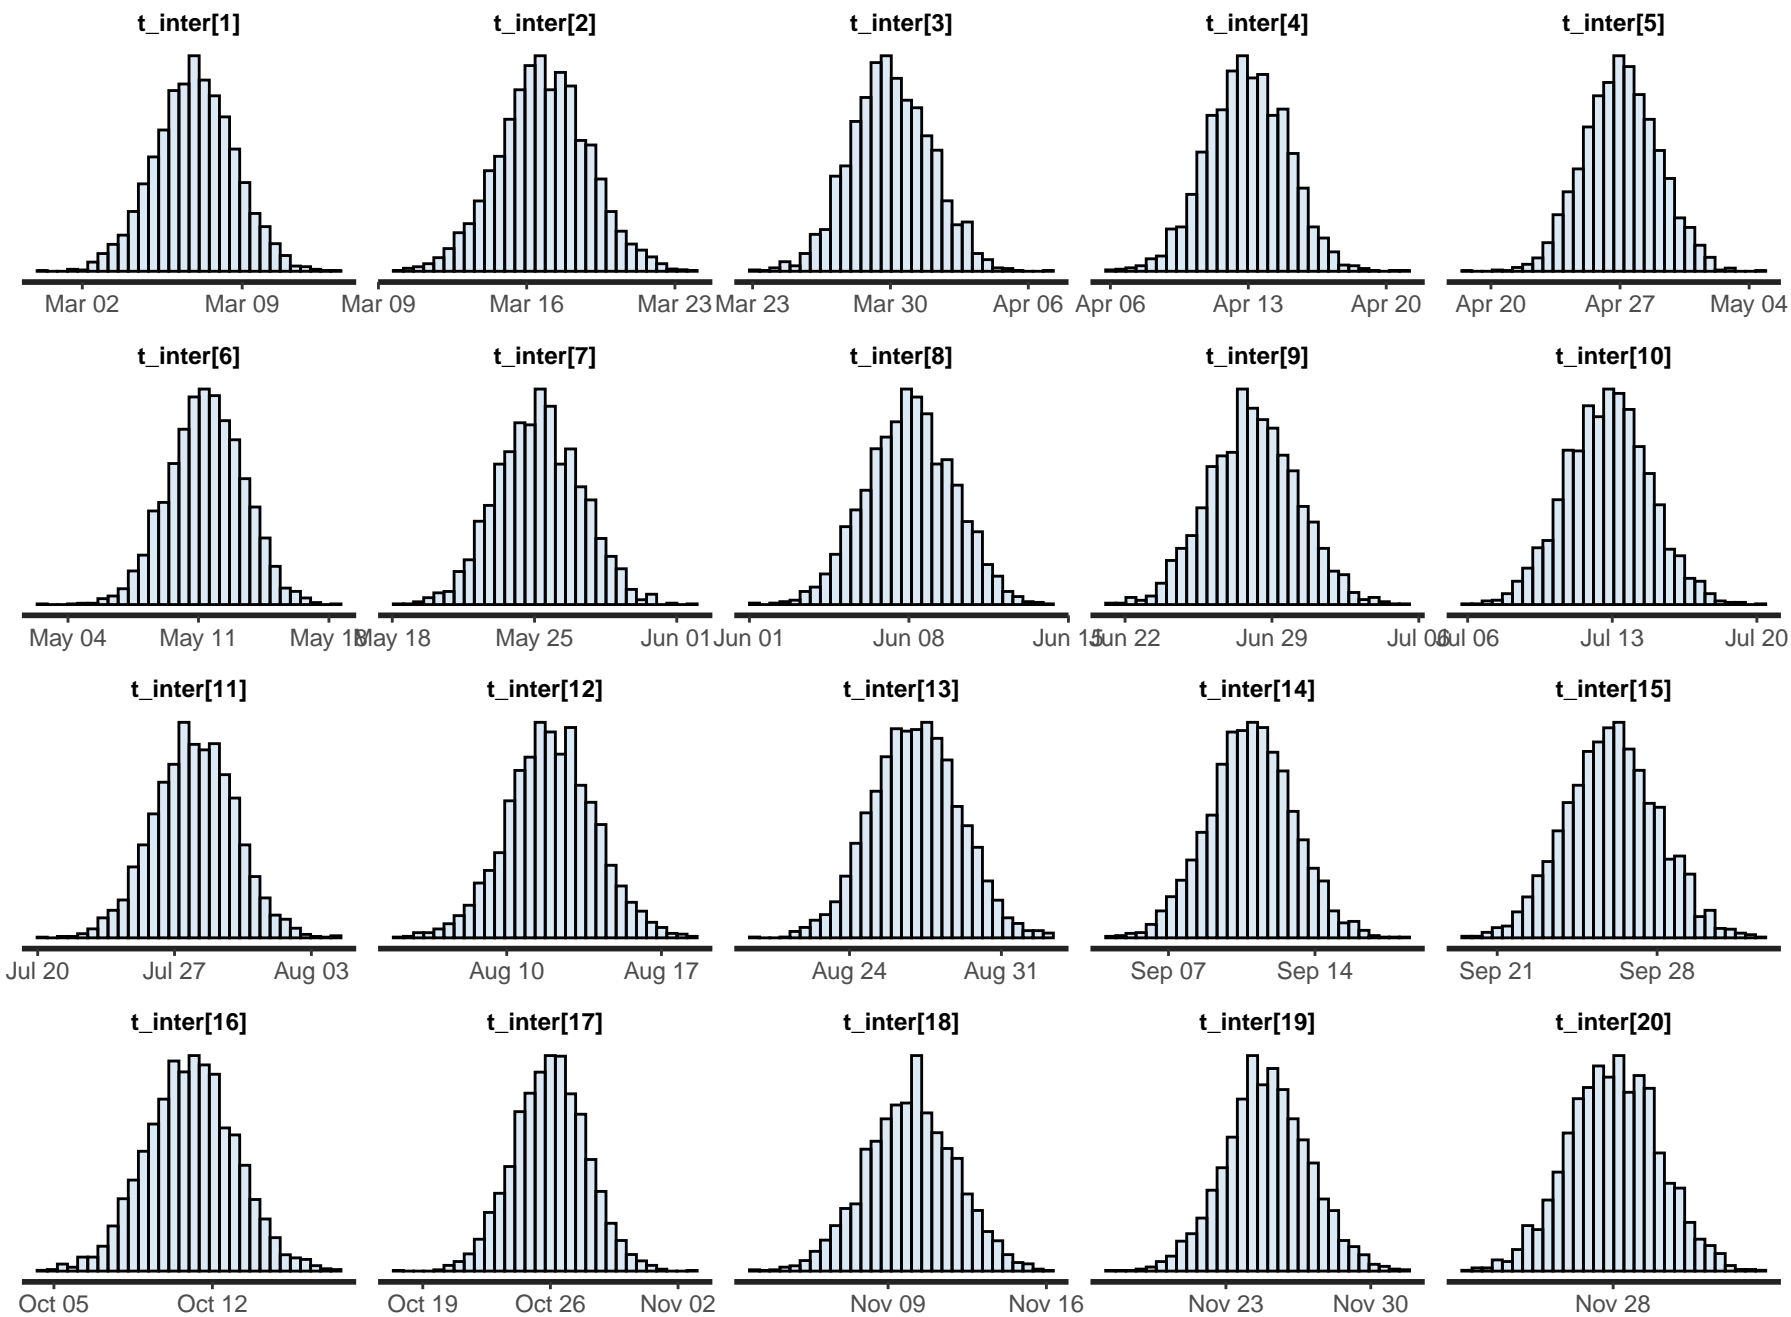 t_inter[1] t_inter[2] t_inter[3] t_inter[4] t_inter[5]
Mar 02 Mar 09 Mar 09 Mar 16 Mar 23 Mar 23 Mar 30 Apr 06 Apr 06 Apr 13 Apr 20 Apr 20 Apr 27 May 04
t_inter[6] t_inter[7] t_inter[8] t_inter[9] t_inter[10]
May 04 May 11 May 18 May 18 May 25 Jun 01 Jun 01 Jun 08 Jun 15 Jun 22 Jun 29 Jul 06 Jul 06 Jul 13 Jul 20
t_inter[11] t_inter[12] t_inter[13] t_inter[14] t_inter[15]
Jul 20 Jul 27 Aug 03 Aug 10 Aug 17 Aug 24 Aug 31 Sep 07 Sep 14 Sep 21 Sep 28
t_inter[16] t_inter[17] t_inter[18] t_inter[19] t_inter[20]
Oct 05 Oct 12 Oct 19 Oct 26 Nov 02 Nov 09 Nov 16 Nov 23 Nov 30 Nov 28